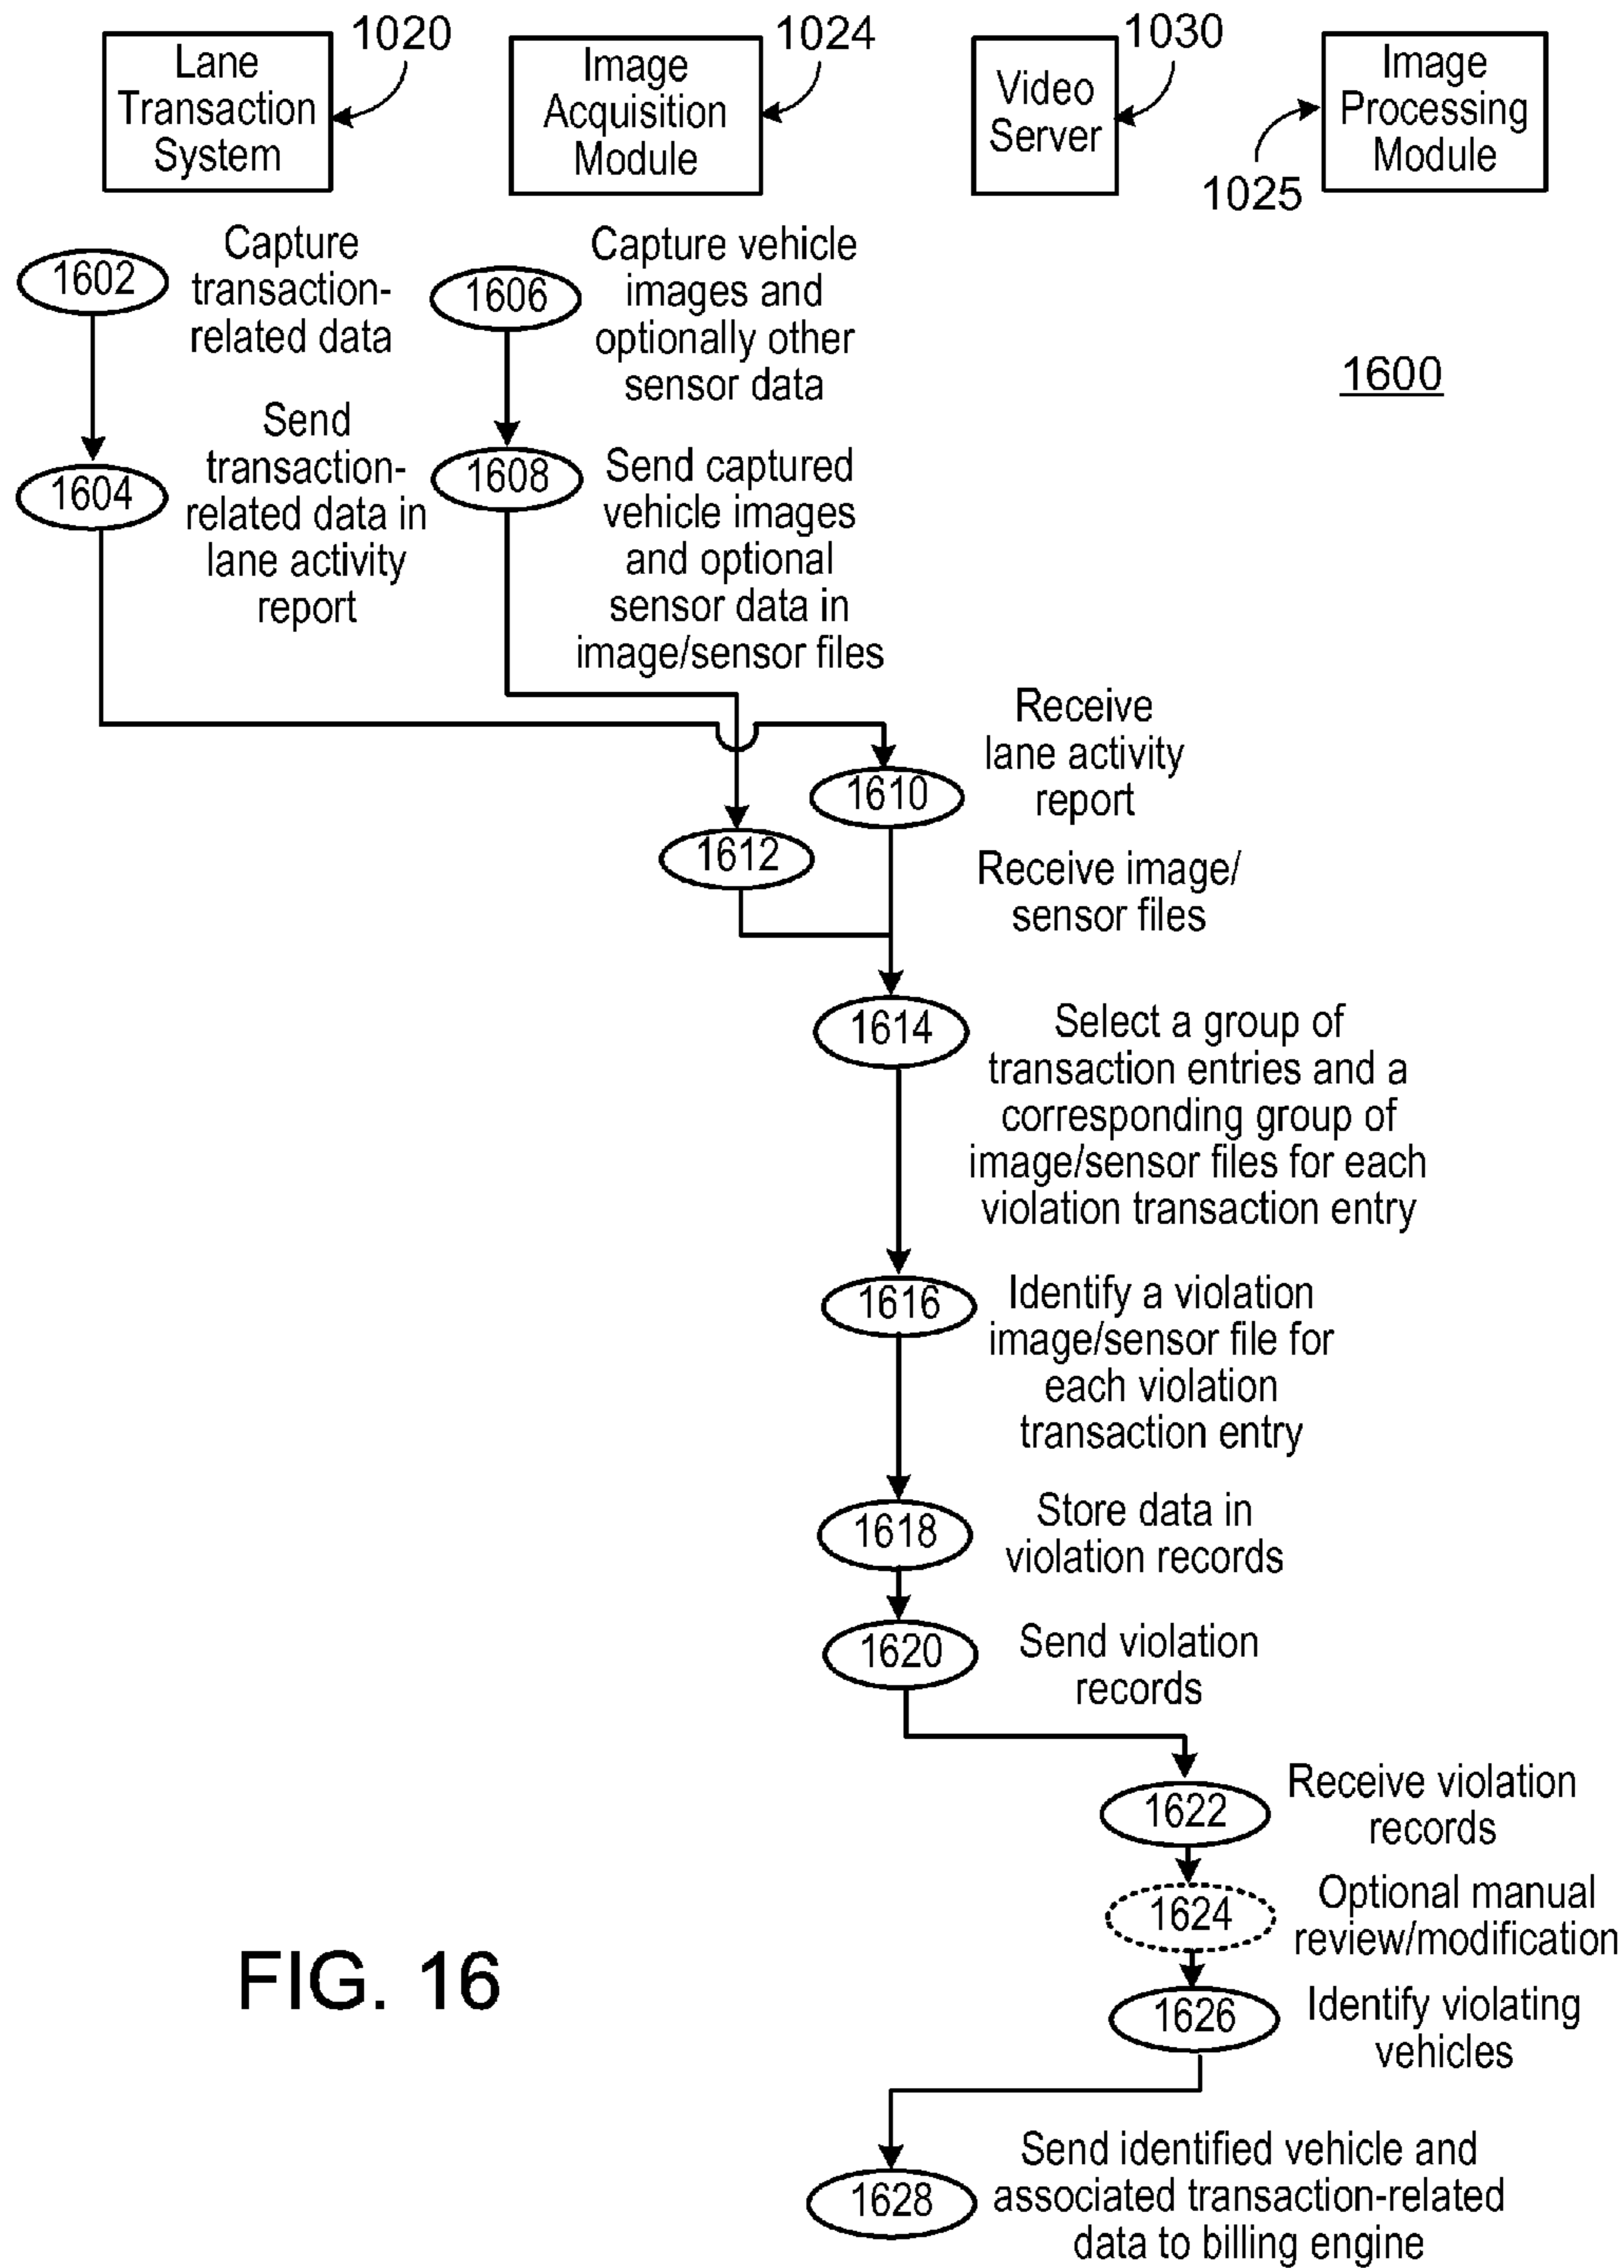 Lane
Transaction
System
1020
Image
Acquisition
Module
1024
Video
Server
1030
Image
Processing
Module
1025
1602
Capture
transaction-
related data
1606
Capture vehicle
images and
optionally other
sensor data
1600
1604
Send
transaction-
related data in
lane activity
report
1608
Send captured
vehicle images
and optional
sensor data in
image/sensor files
1610
Receive
lane activity
report
1612
Receive image/
sensor files
1614
Select a group of
transaction entries and a
corresponding group of
image/sensor files for each
violation transaction entry
1616
Identify a violation
image/sensor file for
each violation
transaction entry
1618
Store data in
violation records
1620
Send violation
records
1622
Receive violation
records
1624
Optional manual
review/modification
1626
Identify violating
vehicles
1628
Send identified vehicle and
associated transaction-related
data to billing engine
FIG. 16